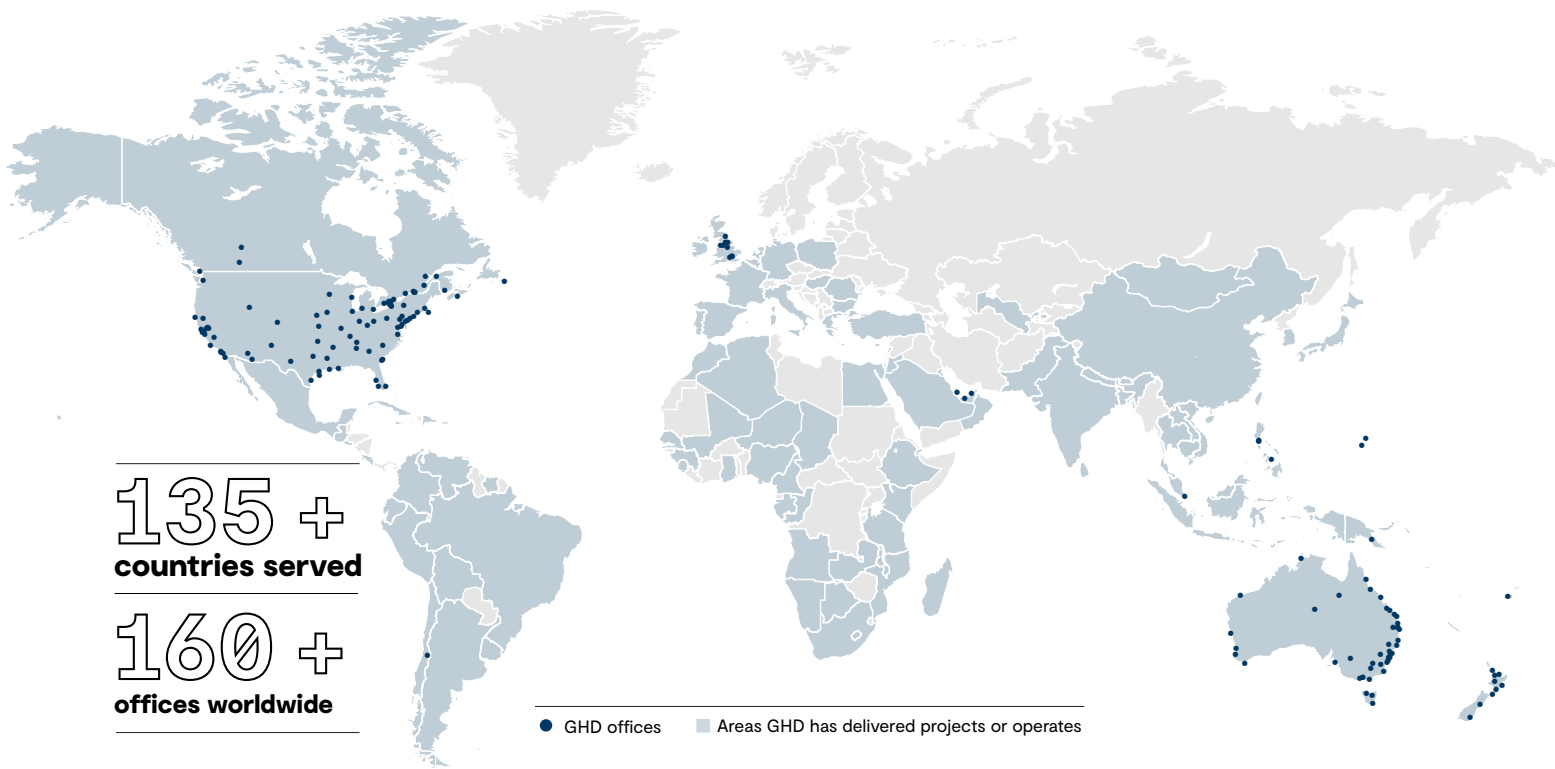 135 +
countries served
160 +
offices worldwide
GHD offices
Areas GHD has delivered projects or operates